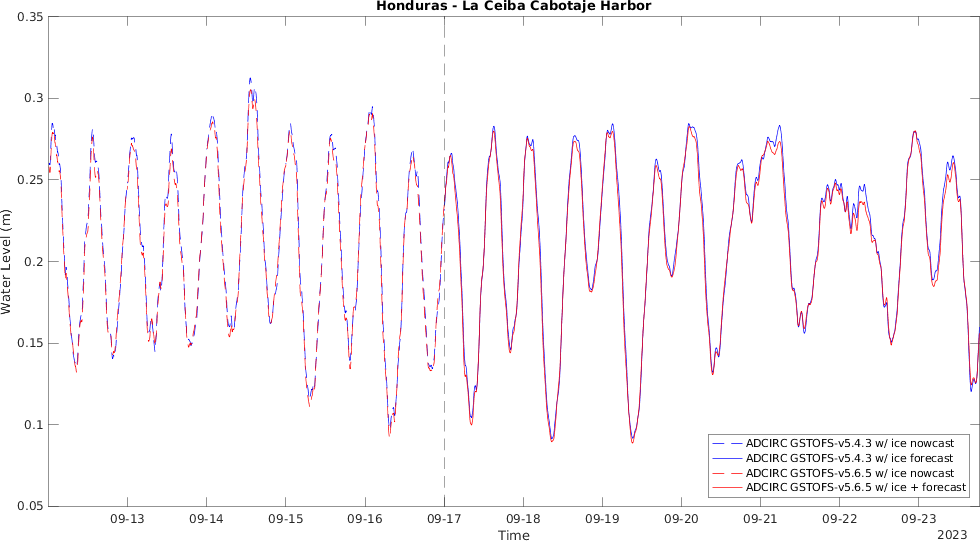 Honduras - La Ceiba Cabotaje Harbor
0.35
0.3
0.25
0.2
0.15
0.1
0.05
Water Level (m)
ADCIRC GSTOFS-v5.4.3 w/ ice nowcast
ADCIRC GSTOFS-v5.4.3 w/ ice forecast
ADCIRC GSTOFS-v5.6.5 w/ ice nowcast
ADCIRC GSTOFS-v5.6.5 w/ ice + forecast
09-13 09-14 09-15 09-16 09-17 09-18 09-19 09-20 09-21 09-22 09-23
Time
2023